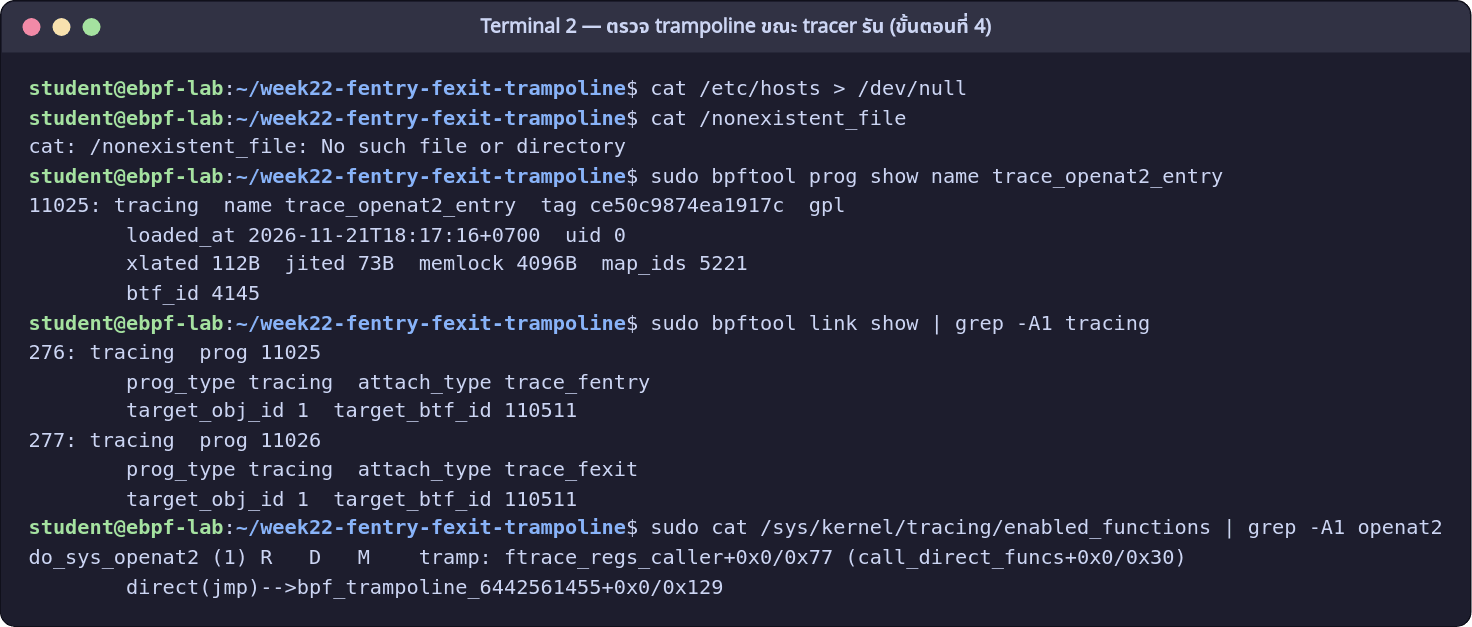 Terminal 2 — ตรวจ trampoline ขณะ tracer รัน (ขั้นตอนที่ 4)
student@ebpf-lab:~/week22-fentry-fexit-trampoline$ cat /etc/hosts > /dev/null
student@ebpf-lab:~/week22-fentry-fexit-trampoline$ cat /nonexistent_file
cat: /nonexistent_file: No such file or directory
student@ebpf-lab:~/week22-fentry-fexit-trampoline$ sudo bpftool prog show name trace_openat2_entry
11025: tracing  name trace_openat2_entry  tag ce50c9874ea1917c  gpl
        loaded_at 2026-11-21T18:17:16+0700  uid 0
        xlated 112B  jited 73B  memlock 4096B  map_ids 5221
        btf_id 4145
student@ebpf-lab:~/week22-fentry-fexit-trampoline$ sudo bpftool link show | grep -A1 tracing
276: tracing  prog 11025
        prog_type tracing  attach_type trace_fentry
        target_obj_id 1  target_btf_id 110511
277: tracing  prog 11026
        prog_type tracing  attach_type trace_fexit
        target_obj_id 1  target_btf_id 110511
student@ebpf-lab:~/week22-fentry-fexit-trampoline$ sudo cat /sys/kernel/tracing/enabled_functions | grep -A1 openat2
do_sys_openat2 (1) R   D   M    tramp: ftrace_regs_caller+0x0/0x77 (call_direct_funcs+0x0/0x30)
        direct(jmp)-->bpf_trampoline_6442561455+0x0/0x129